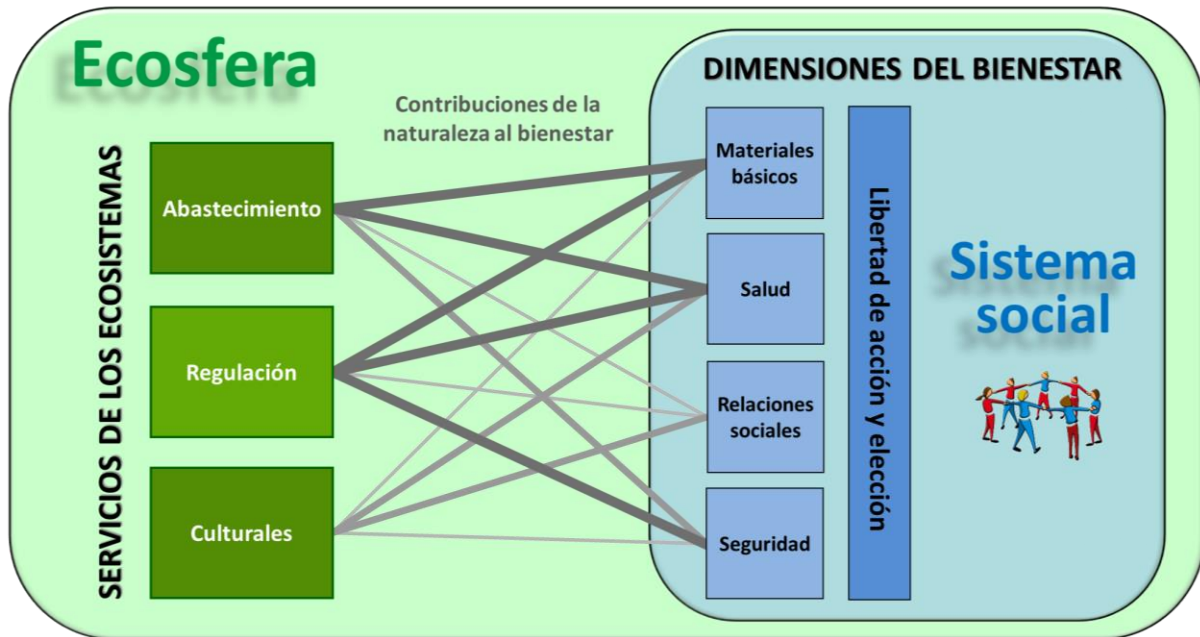 Ecosfera
SERVICIOS DE LOS ECOSISTEMAS
Abastecimiento
Regulación
Culturales
Contribuciones de la
naturaleza al bienestar
DIMENSIONES DEL BIENESTAR
Materiales
básicos
Salud
Relaciones
sociales
Seguridad
Libertad de acción y elección
Sistema
social